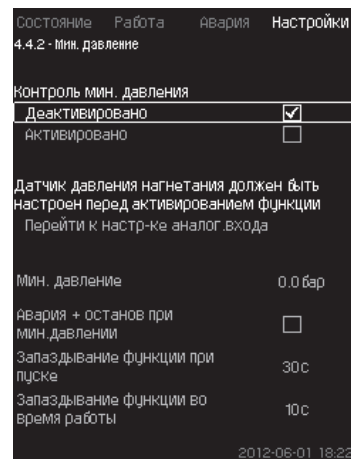 Состояние Работа Авария Настройки
4.4.2 - Мин. давление
Контроль мин. давления
Деактивировано
Активировано
Датчик давления нагнетания должен быть
настроен перед активированием функции
Перейти к настр-ке аналог.входа
Мин. давление 0.0 бар
Авария + останов при
мин.давлении
Запаздывание функции при
пуске 30 с
Запаздывание функции во
время работы 10 с
2012-06-01 18:22